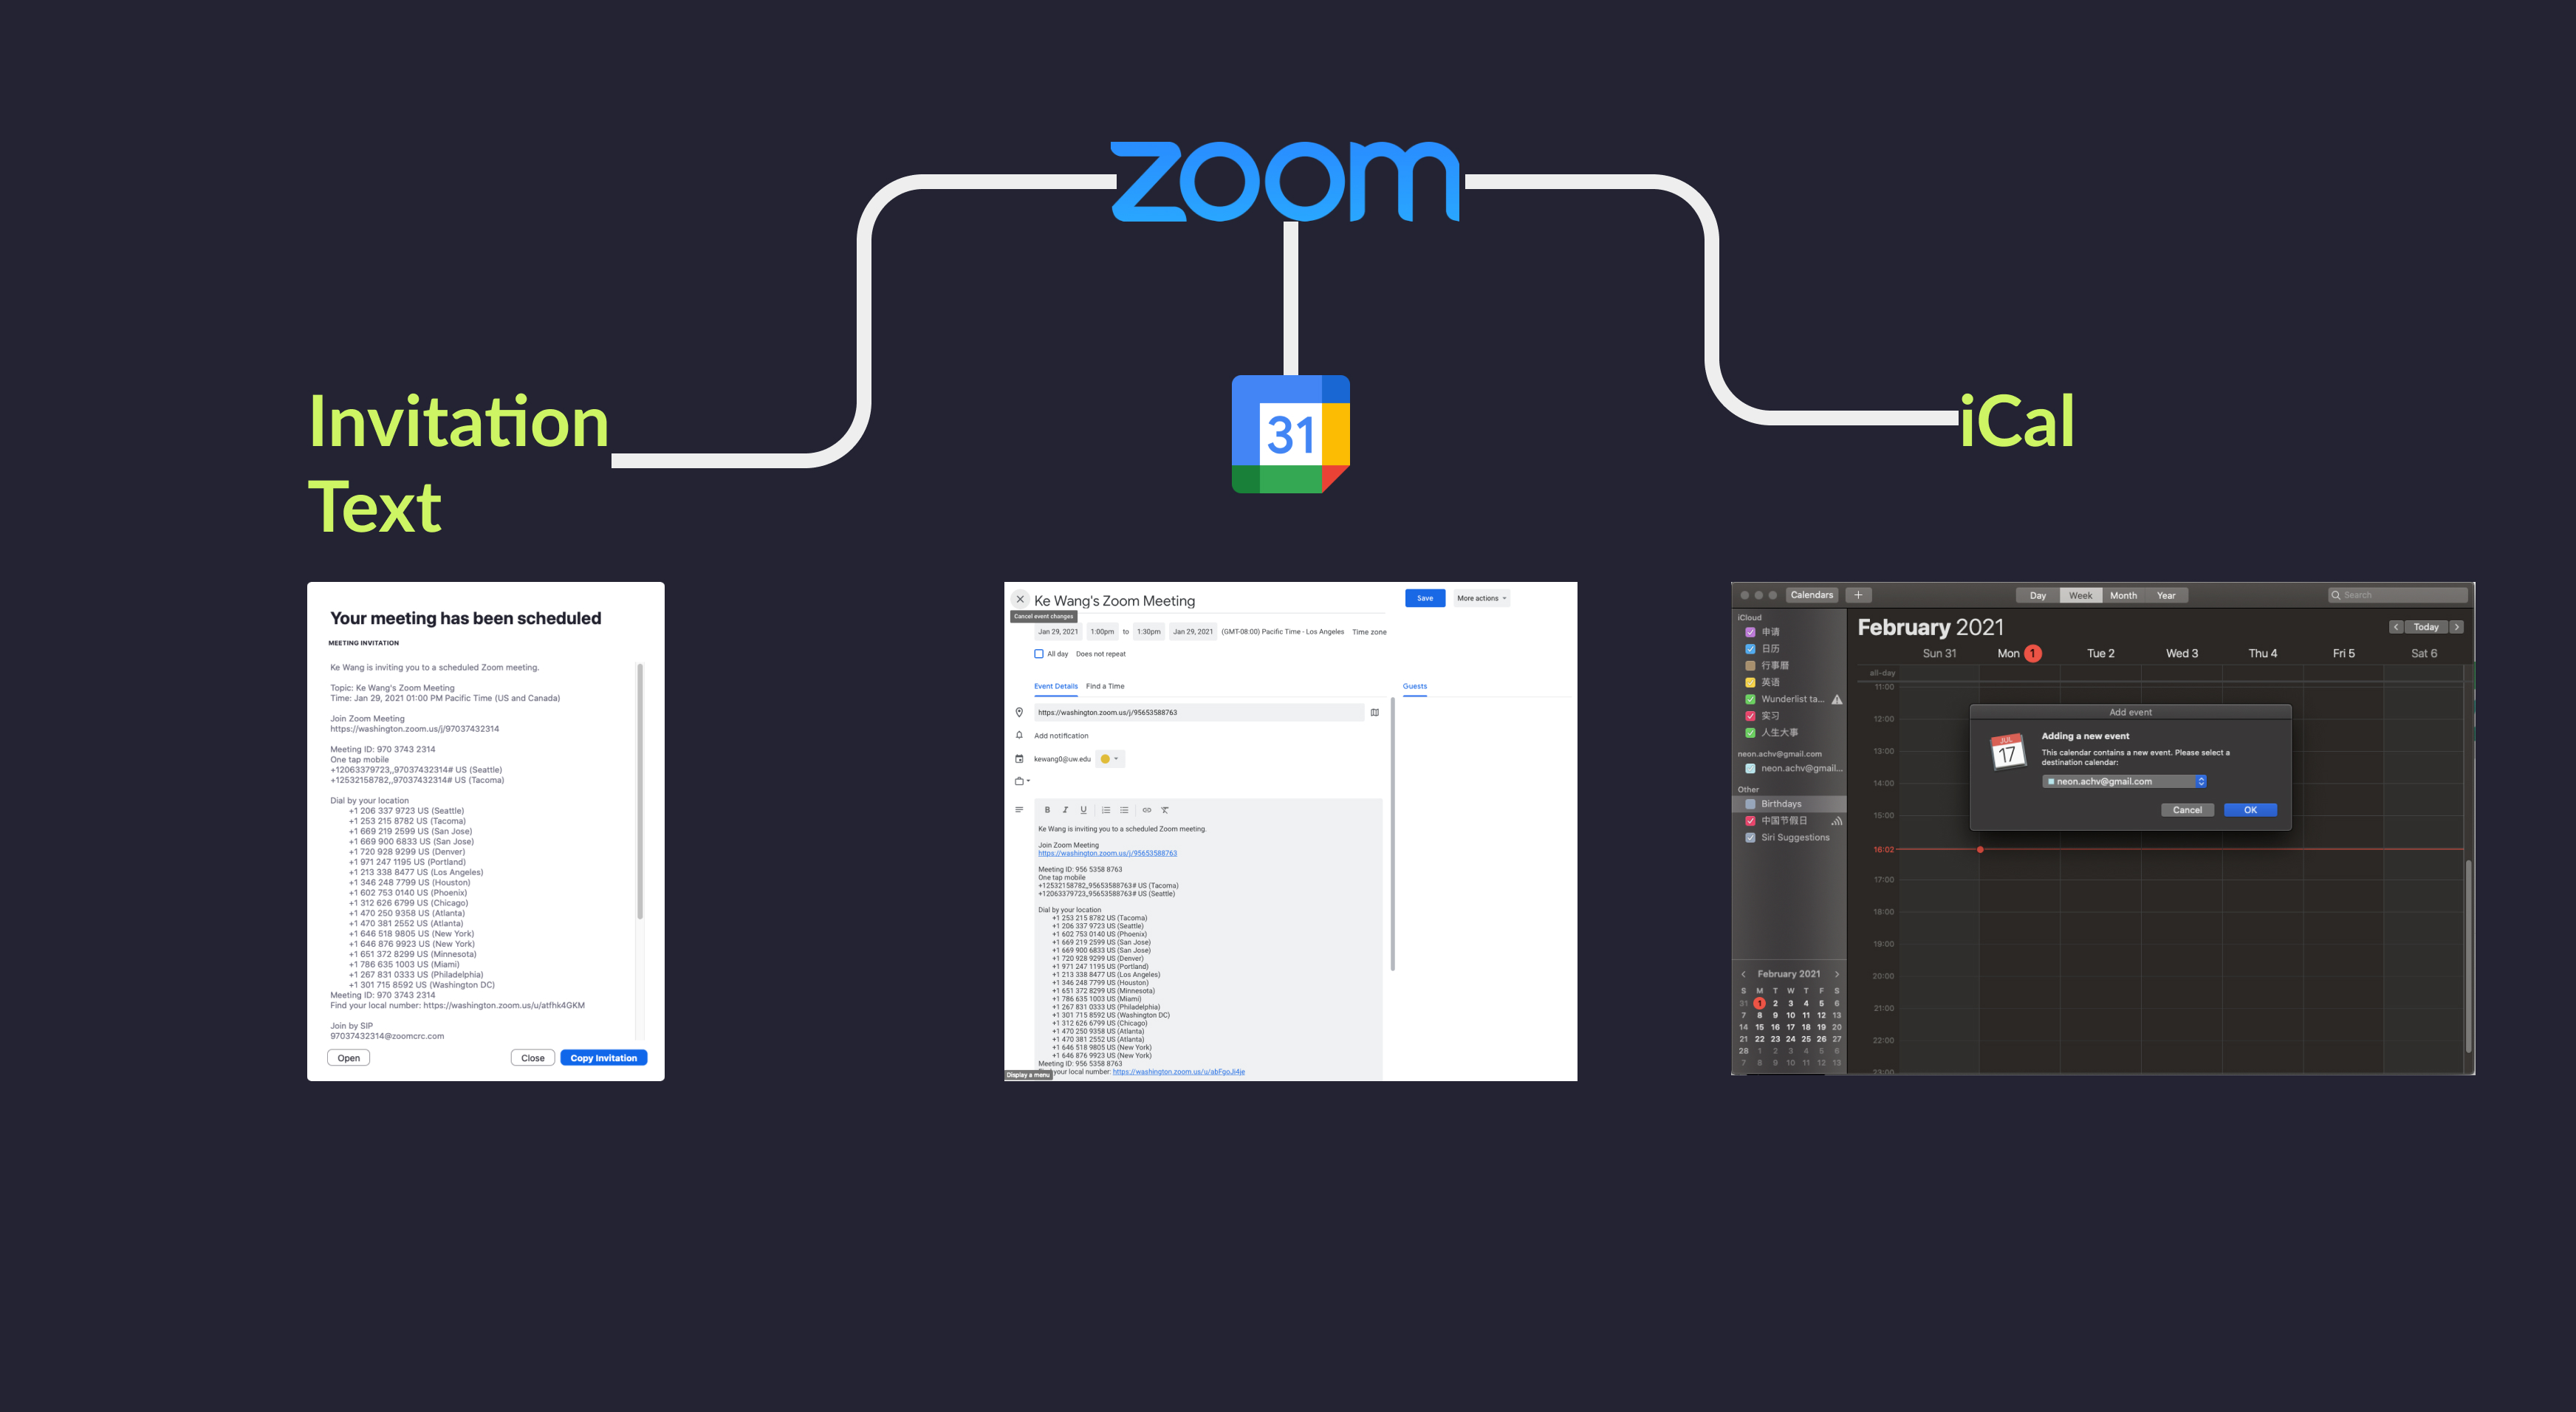 zoom
Invitation
Text
31
iCal
Your meeting has been scheduled
MEETING INVITATION
Ke Wang is inviting you to a scheduled Zoom meeting.
Topic: Ke Wang's Zoom Meeting
Time: Jan 29, 2021 01:00 PM Pacific Time (US and Canada)
Join Zoom Meeting
https://washington.zoom.us/j/97037432314
Meeting ID: 970 3743 2314
One tap mobile
+12063379723,,97037432314# US (Seattle)
+12532158782,,97037432314# US (Tacoma)
Dial by your location
+1 206 337 9723 US (Seattle)
+1 253 215 8782 US (Tacoma)
+1 669 219 2599 US (San Jose)
+1 669 900 6833 US (San Jose)
+1 720 928 9299 US (Denver)
+1 971 247 1195 US (Portland)
+1 213 338 8477 US (Los Angeles)
+1 346 248 7799 US (Houston)
+1 602 753 0140 US (Phoenix)
+1 312 626 6799 US (Chicago)
+1 470 250 9358 US (Atlanta)
+1 470 381 2552 US (Atlanta)
+1 646 518 9805 US (New York)
+1 646 876 9923 US (New York)
+1 651 372 8299 US (Minnesota)
+1 786 635 1003 US (Miami)
+1 267 831 0333 US (Philadelphia)
+1 301 715 8592 US (Washington DC)
Meeting ID: 970 3743 2314
Find your local number: https://washington.zoom.us/u/atfhk4GKM
Join by SIP
97037432314@zoomcrc.com
Open Close Copy Invitation
Ke Wang's Zoom Meeting Save More actions
Cancel event changes
Jan 29, 2021 1:00pm to 1:30pm Jan 29, 2021 (GMT-08:00) Pacific Time - Los Angeles Time zone
All day Does not repeat
Event Details Find a Time Guests
https://washington.zoom.us/j/95653588763
Add notification
kewang0@uw.edu
B I U
Ke Wang is inviting you to a scheduled Zoom meeting.
Join Zoom Meeting
https://washington.zoom.us/j/95653588763
Meeting ID: 956 5358 8763
One tap mobile
+12532158782,,95653588763# US (Tacoma)
+12063379723,,95653588763# US (Seattle)
Dial by your location
+1 253 215 8782 US (Tacoma)
+1 206 337 9723 US (Seattle)
+1 602 753 0140 US (Phoenix)
+1 669 219 2599 US (San Jose)
+1 669 900 6833 US (San Jose)
+1 720 928 9299 US (Denver)
+1 971 247 1195 US (Portland)
+1 213 338 8477 US (Los Angeles)
+1 346 248 7799 US (Houston)
+1 651 372 8299 US (Minnesota)
+1 786 635 1003 US (Miami)
+1 267 831 0333 US (Philadelphia)
+1 301 715 8592 US (Washington DC)
+1 312 626 6799 US (Chicago)
+1 470 250 9358 US (Atlanta)
+1 470 381 2552 US (Atlanta)
+1 646 518 9805 US (New York)
+1 646 876 9923 US (New York)
Meeting ID: 956 5358 8763
your local number: https://washington.zoom.us/u/abFgoJi4je
Display a menu
Calendars + Day Week Month Year Search
iCloud
申请
日历
行事曆
英语
Wunderlist ta...
实习
人生大事
neon.achv@gmail.com
neon.achv@gmail...
Other
Birthdays
中国节假日
Siri Suggestions
February 2021
S M T W T F S
31 1 2 3 4 5 6
7 8 9 10 11 12 13
14 15 16 17 18 19 20
21 22 23 24 25 26 27
28 1 2 3 4 5 6
7 8 9 10 11 12 13
February 2021 < Today >
Sun 31 Mon 1 Tue 2 Wed 3 Thu 4 Fri 5 Sat 6
all-day
11:00
12:00
13:00
14:00
15:00
16:02
17:00
18:00
19:00
20:00
21:00
22:00
23:00
Add event
JUL
17
Adding a new event
This calendar contains a new event. Please select a
destination calendar:
neon.achv@gmail.com
Cancel OK